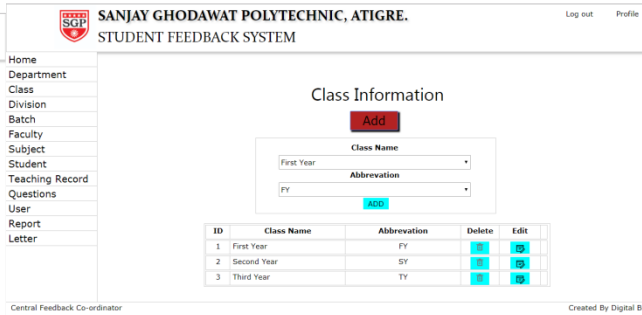 SGP
SANJAY GHODAWAT POLYTECHNIC, ATIGRE.
Log out Profile
STUDENT FEEDBACK SYSTEM
Home
Department
Class
Division
Batch
Faculty
Subject
Student
Teaching Record
Questions
User
Report
Letter
Class Information
Add
Class Name
First Year
Abbrevation
FY
ADD
ID Class Name Abbrevation Delete Edit
1 First Year FY
2 Second Year SY
3 Third Year TY
Central Feedback Co-ordinator
Created By Digital B